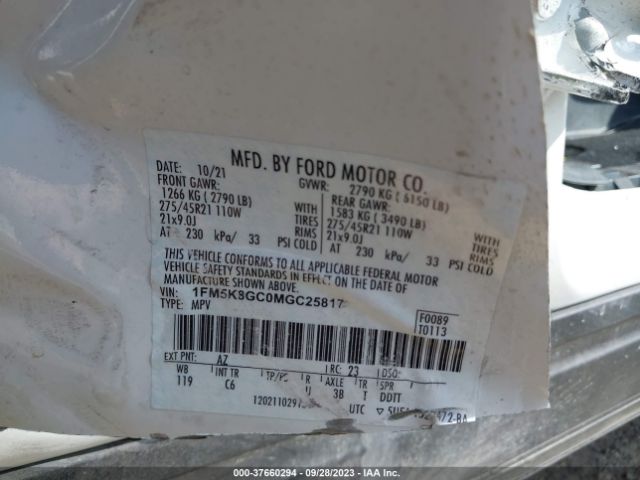 MFD. BY FORD MOTOR CO.
DATE: 10/21 GVWR: 2790 KG ( 6150 LB)
FRONT GAWR: REAR GAWR:
1266 KG ( 2790 LB) WITH 1583 KG ( 3490 LB) WITH
275/45R21 110W TIRES 275/45R21 110W TIRES
21x9.0J RIMS 21x9.0J RIMS
AT 230 kPa/ 33 PSI COLD AT 230 kPa/ 33 PSI COLD
THIS VEHICLE CONFORMS TO ALL APPLICABLE FEDERAL MOTOR
VEHICLE SAFETY STANDARDS IN EFFECT ON THE DATE OF
MANUFACTURE SHOWN ABOVE.
VIN: 1FM5K8GC0MGC25817
TYPE: MPV
F0089
T0113
EXT PNT: AZ RC: 23 DSO:
WB INT TR TP/PS AXLE TR SPR
119 C6 U 3B T DDTT
UTC
000-37660294 - 09/28/2023 - IAA Inc.